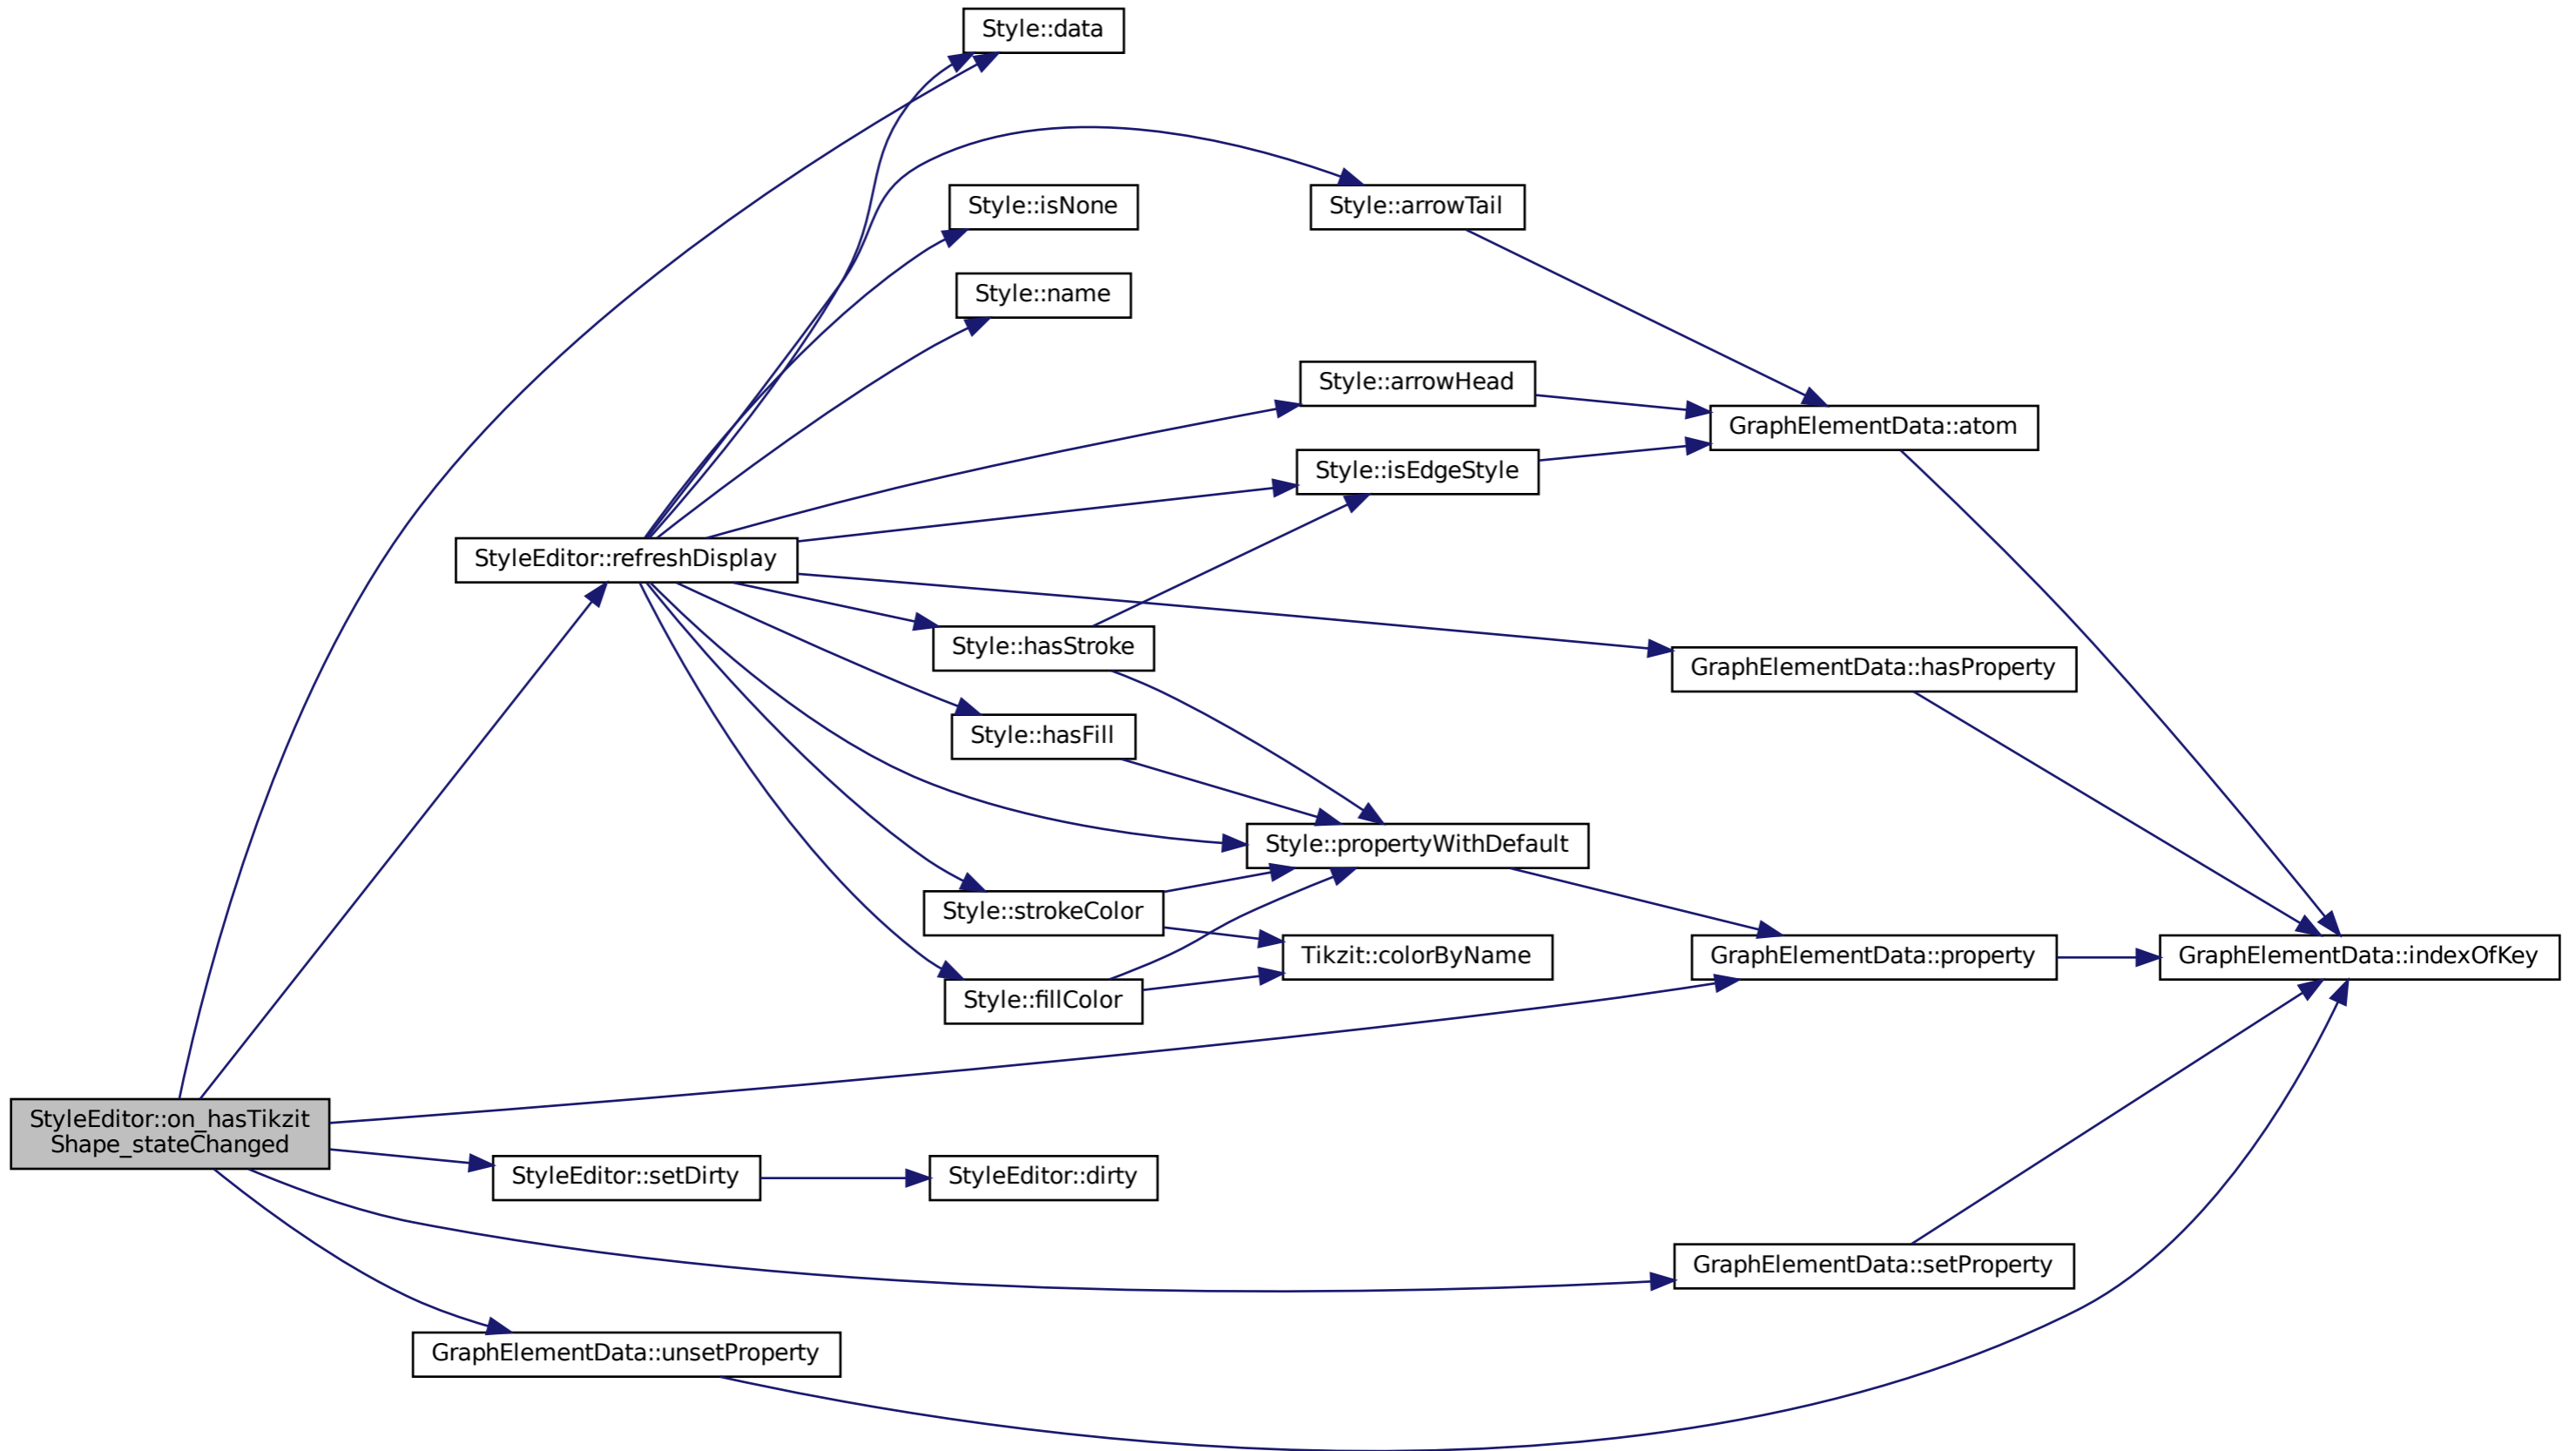 Style::data
Style::isNone
Style::arrowTail
Style::name
Style::arrowHead
GraphElementData::atom
Style::isEdgeStyle
StyleEditor::refreshDisplay
Style::hasStroke
GraphElementData::hasProperty
Style::hasFill
Style::propertyWithDefault
Style::strokeColor
Tikzit::colorByName
GraphElementData::property
GraphElementData::indexOfKey
Style::fillColor
StyleEditor::on_hasTikzit
Shape_stateChanged
StyleEditor::setDirty
StyleEditor::dirty
GraphElementData::setProperty
GraphElementData::unsetProperty